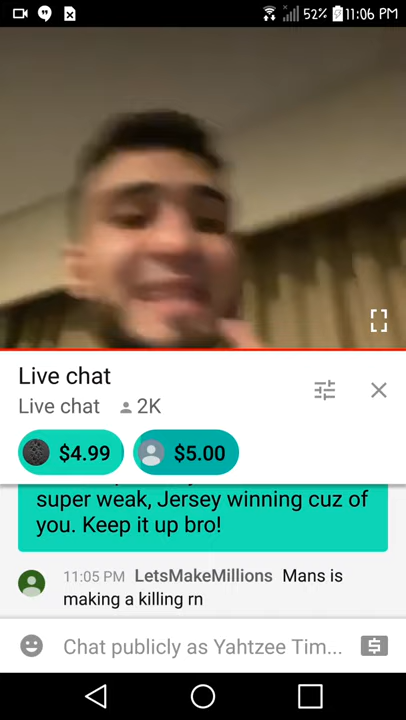 52% 11:06 PM
Live chat
Live chat 2K
$4.99 $5.00
super weak, Jersey winning cuz of
you. Keep it up bro!
11:05 PM LetsMakeMillions Mans is
making a killing rn
Chat publicly as Yahtzee Tim...